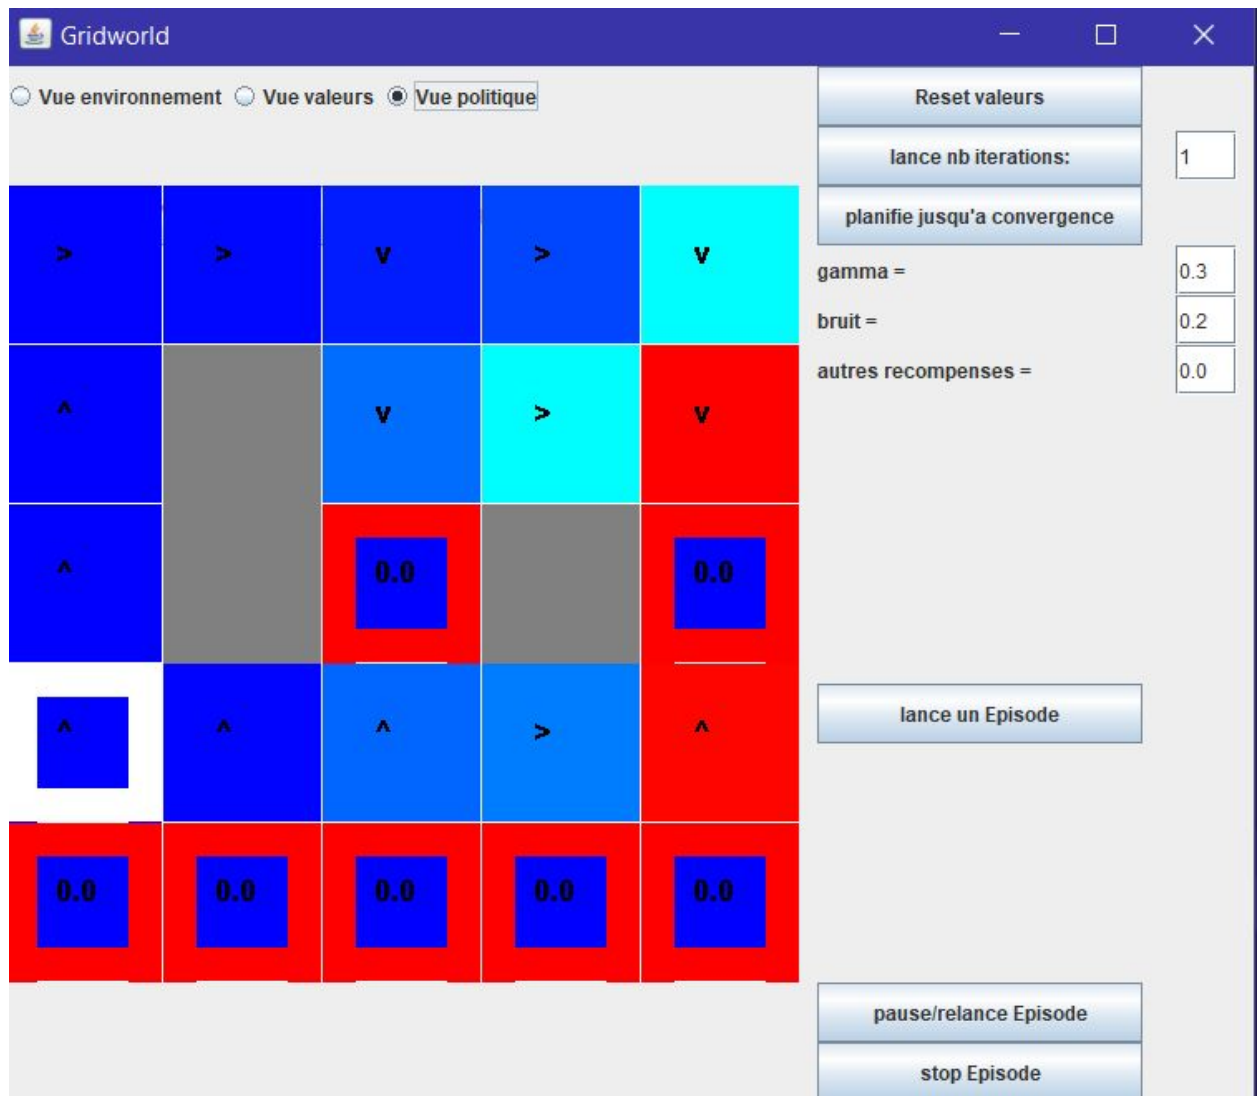 Gridworld
Vue environnement Vue valeurs Vue politique
Reset valeurs
lance nb iterations: 1
planifie jusqu'a convergence
gamma = 0.3
bruit = 0.2
autres recompenses = 0.0
> > v > v
^ v > v
^ 0.0 0.0
^ ^ ^ > ^
lance un Episode
0.0 0.0 0.0 0.0 0.0
pause/relance Episode
stop Episode